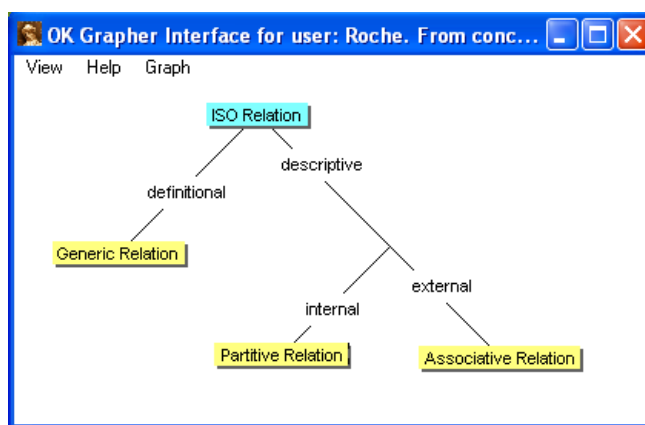 OK Grapher Interface for user: Roche. From conc...
View Help Graph
ISO Relation
descriptive
definitional
Generic Relation
external
internal
Partitive Relation
Associative Relation